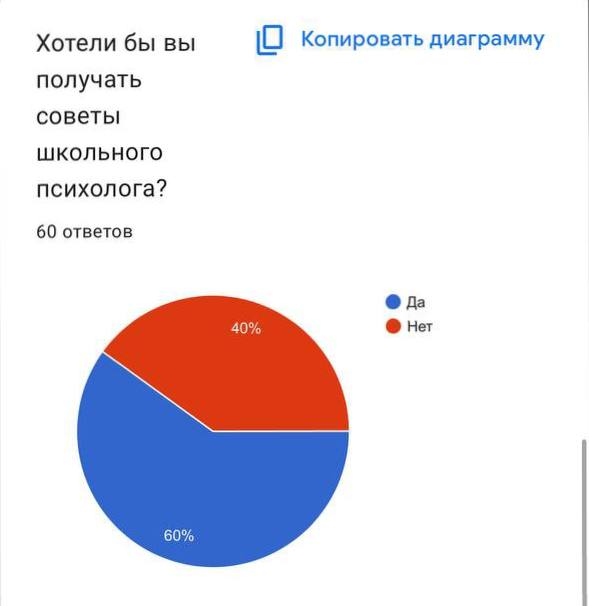 Хотели бы вы
получать
советы
школьного
психолога?
Копировать диаграмму
60 ответов
Да
Нет
40%
60%